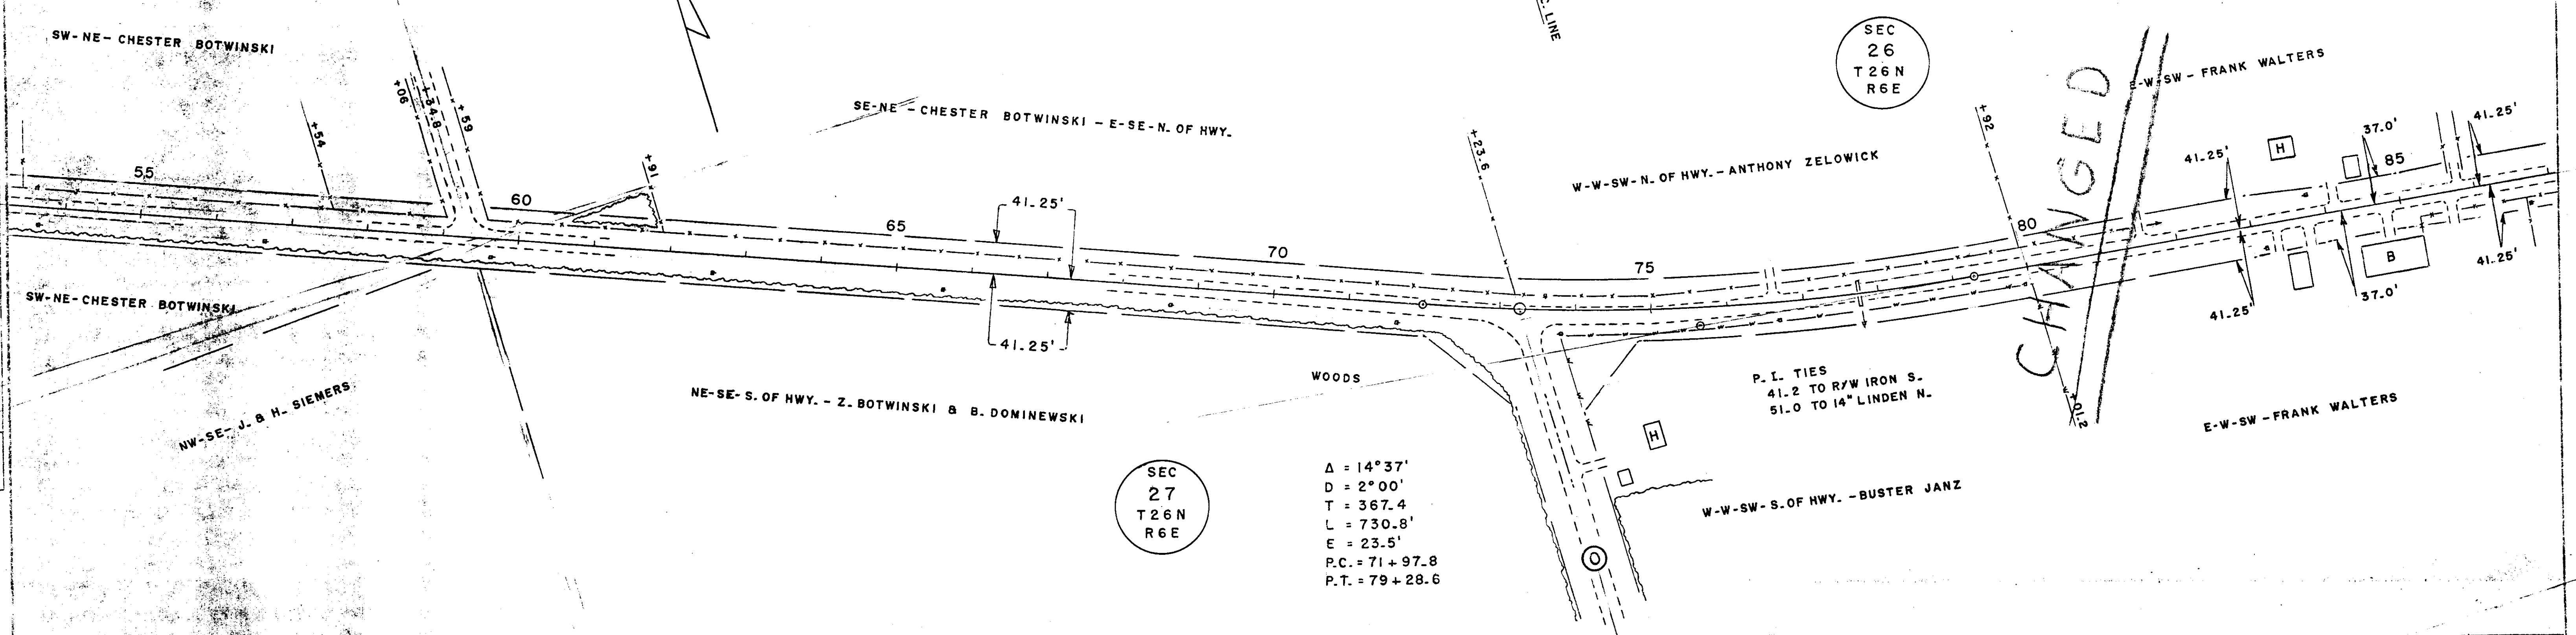 SW-NE- CHESTER BOTWINSKI
+06
+34.8
+59
+54
55
60
+91
SE-NE - CHESTER BOTWINSKI - E-SE-N. OF HWY.
65
41.25'
41.25'
70
LINE
+23.6
SEC
26
T26N
R6E
W-W-SW-N. OF HWY. - ANTHONY ZELOWICK
75
+92
80
CHANGED
E-W-SW - FRANK WALTERS
41.25'
H
37.0'
85
41.25'
B
41.25'
37.0'
41.25'
+01.2
E-W-SW - FRANK WALTERS
SW-NE-CHESTER BOTWINSKI
NW-SE- J. & H. SIEMERS
NE-SE-S. OF HWY. - Z. BOTWINSKI & B. DOMINEWSKI
WOODS
P.I. TIES
41.2 TO R/W IRON S.
51.0 TO 14" LINDEN N.
H
W-W-SW-S. OF HWY. - BUSTER JANZ
SEC
27
T26N
R6E
Δ = 14°37'
D = 2°00'
T = 367.4
L = 730.8'
E = 23.5'
P.C. = 71 + 97.8
P.T. = 79 + 28.6
O